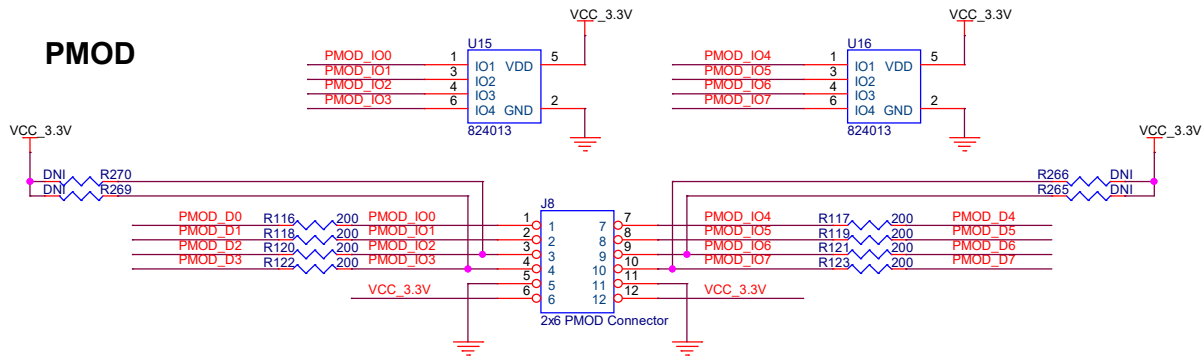 PMOD
VCC_3.3V
VCC_3.3V
U15
U16
PMOD_IO0 1 IO1 VDD 5
PMOD_IO1 3 IO2
PMOD_IO2 4 IO3
PMOD_IO3 6 IO4 GND 2
824013
PMOD_IO4 1 IO1 VDD 5
PMOD_IO5 3 IO2
PMOD_IO6 4 IO3
PMOD_IO7 6 IO4 GND 2
824013
VCC_3.3V
VCC_3.3V
DNI R270
DNI R269
R266 DNI
R265 DNI
J8
PMOD_D0 R116 200 PMOD_IO0 1 1 7 7 PMOD_IO4 R117 200 PMOD_D4
PMOD_D1 R118 200 PMOD_IO1 2 2 8 8 PMOD_IO5 R119 200 PMOD_D5
PMOD_D2 R120 200 PMOD_IO2 3 3 9 9 PMOD_IO6 R121 200 PMOD_D6
PMOD_D3 R122 200 PMOD_IO3 4 4 10 10 PMOD_IO7 R123 200 PMOD_D7
5 5 11 11
VCC_3.3V 6 6 12 12 VCC_3.3V
2x6 PMOD Connector